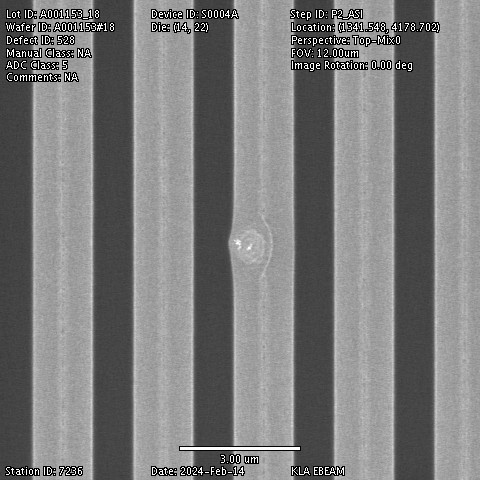 Lot ID: A001153_18
Wafer ID: A001153#18
Defect ID: 528
Manual Class: NA
ADC Class: 5
Comments: NA
Device ID: S0004A
Die: (14, 22)
Step ID: P2_ASI
Location: (1341.548, 4178.702)
Perspective: Top-Mix0
FOV: 12.00um
Image Rotation: 0.00 deg
3.00 um
Station ID: 7236
Date: 2024-Feb-14
KLA EBEAM